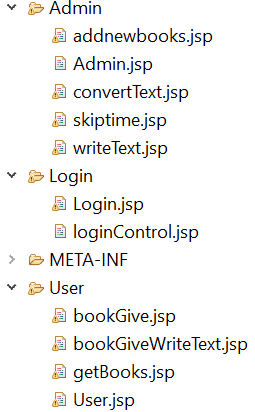 Admin
addnewbooks.jsp
Admin.jsp
convertText.jsp
skiptime.jsp
writeText.jsp
Login
Login.jsp
loginControl.jsp
META-INF
User
bookGive.jsp
bookGiveWriteText.jsp
getBooks.jsp
User.jsp